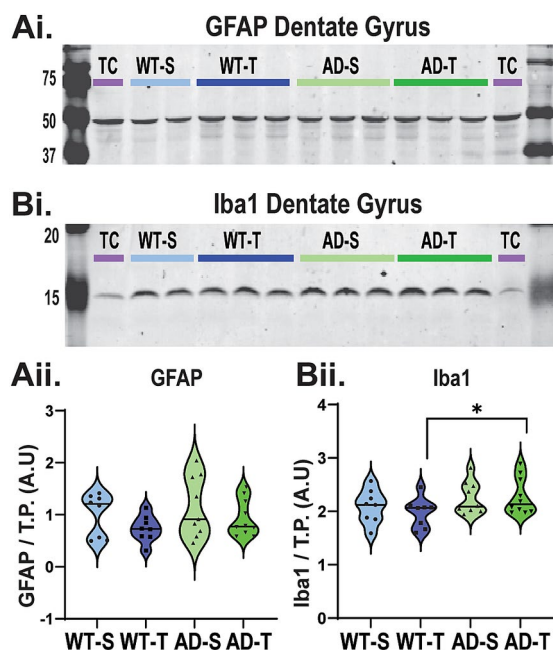 Ai. GFAP Dentate Gyrus
TC WT-S WT-T AD-S AD-T TC
75
50
37
Bi. Iba1 Dentate Gyrus
20
TC WT-S WT-T AD-S AD-T TC
15
Aii. GFAP
GFAP / T.P. (A.U)
3
2
1
0
-1
WT-S WT-T AD-S AD-T
Bii. Iba1
Iba1 / T.P. (A.U)
4
3
2
1
0
*
WT-S WT-T AD-S AD-T